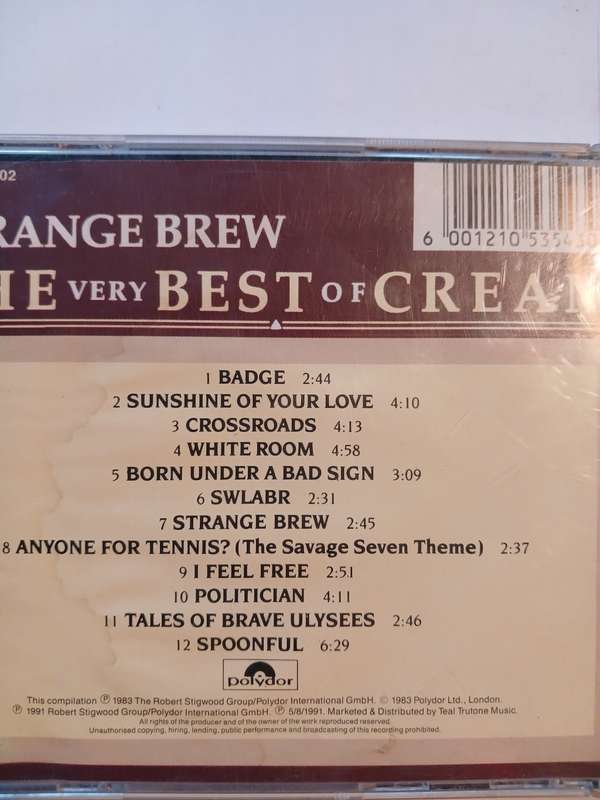 02
RANGE BREW
6 001210 53543
HE VERY BEST OF CREAM
1 BADGE 2:44
2 SUNSHINE OF YOUR LOVE 4:10
3 CROSSROADS 4:13
4 WHITE ROOM 4:58
5 BORN UNDER A BAD SIGN 3:09
6 SWLABR 2:31
7 STRANGE BREW 2:45
8 ANYONE FOR TENNIS? (The Savage Seven Theme) 2:37
9 I FEEL FREE 2:51
10 POLITICIAN 4:11
11 TALES OF BRAVE ULYSEES 2:46
12 SPOONFUL 6:29
polydor
This compilation ℗ 1983 The Robert Stigwood Group/Polydor International GmbH. © 1983 Polydor Ltd., London.
℗ 1991 Robert Stigwood Group/Polydor International GmbH. ℗ 5/8/1991. Marketed & Distributed by Teal Trutone Music.
All rights of the producer and of the owner of the work reproduced reserved.
Unauthorised copying, hiring, lending, public performance and broadcasting of this recording prohibited.